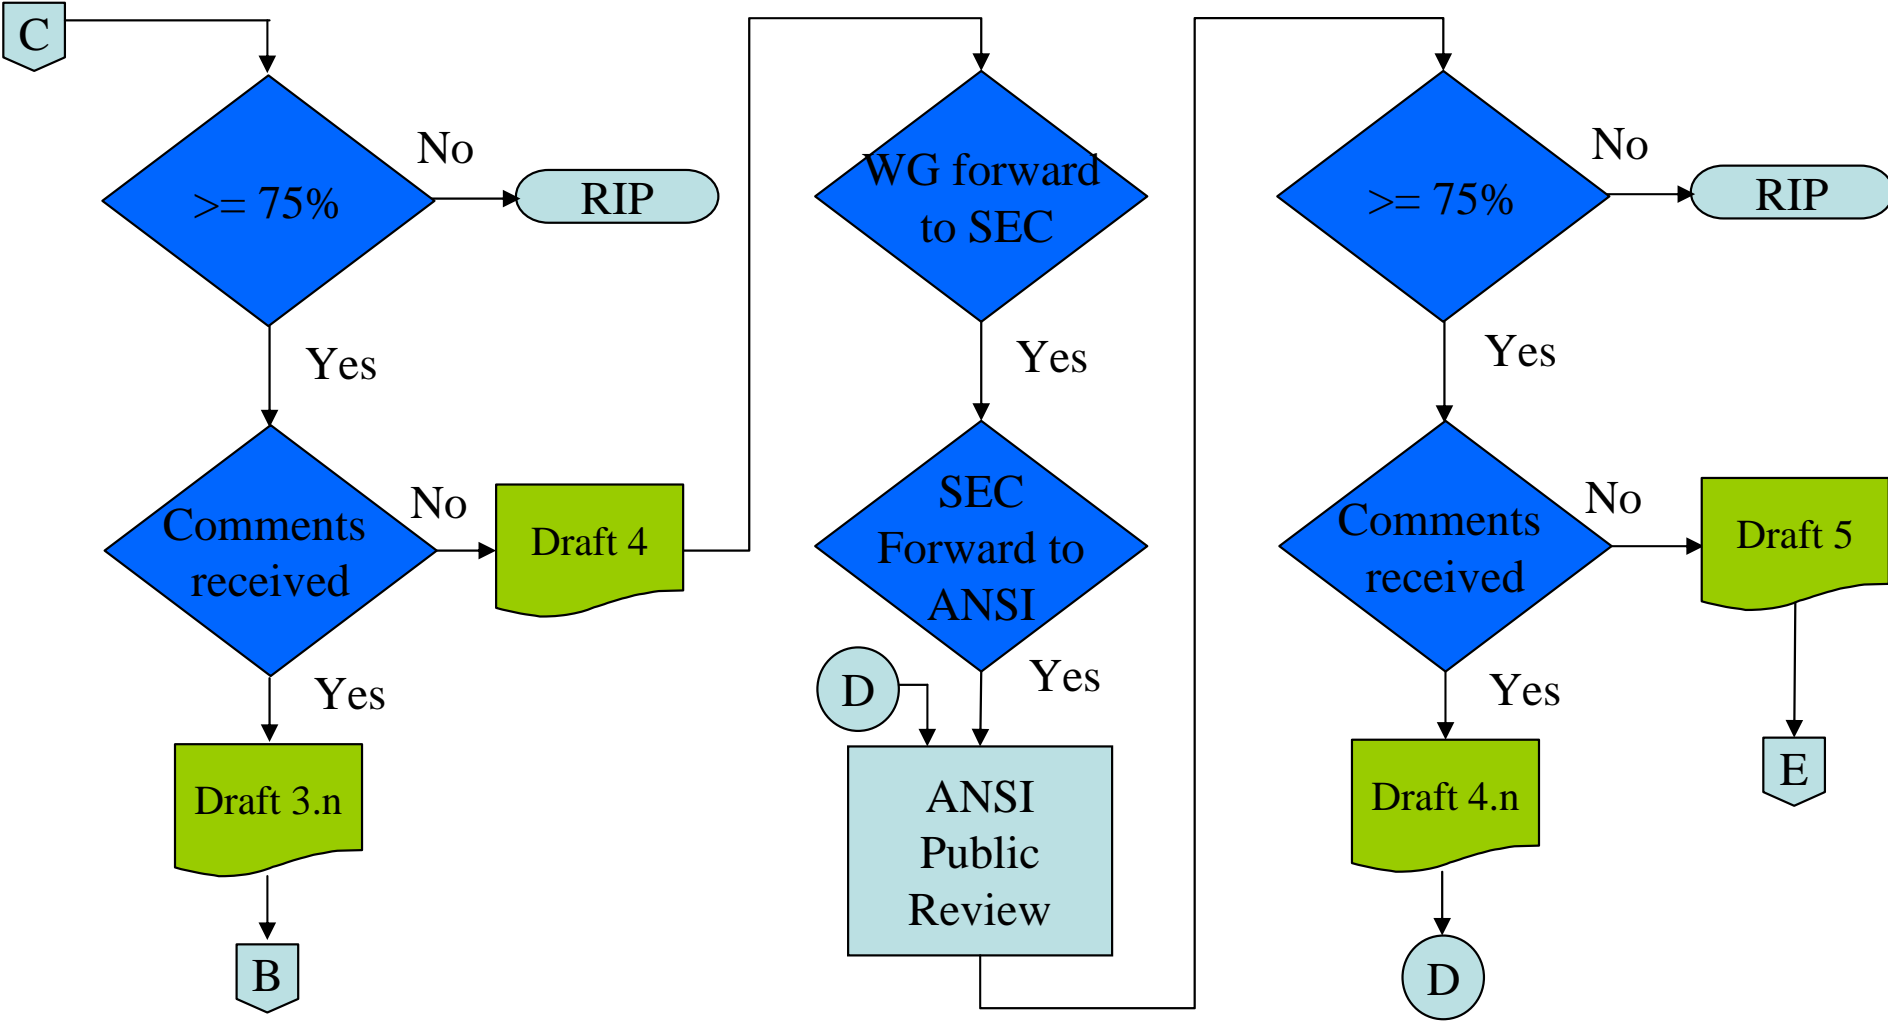 C
>= 75%
No
RIP
Yes
Comments
received
No
Draft 4
Yes
Draft 3.n
B
WG forward
to SEC
Yes
SEC
Forward to
ANSI
Yes
D
ANSI
Public
Review
>= 75%
No
RIP
Yes
Comments
received
No
Draft 5
E
Yes
Draft 4.n
D